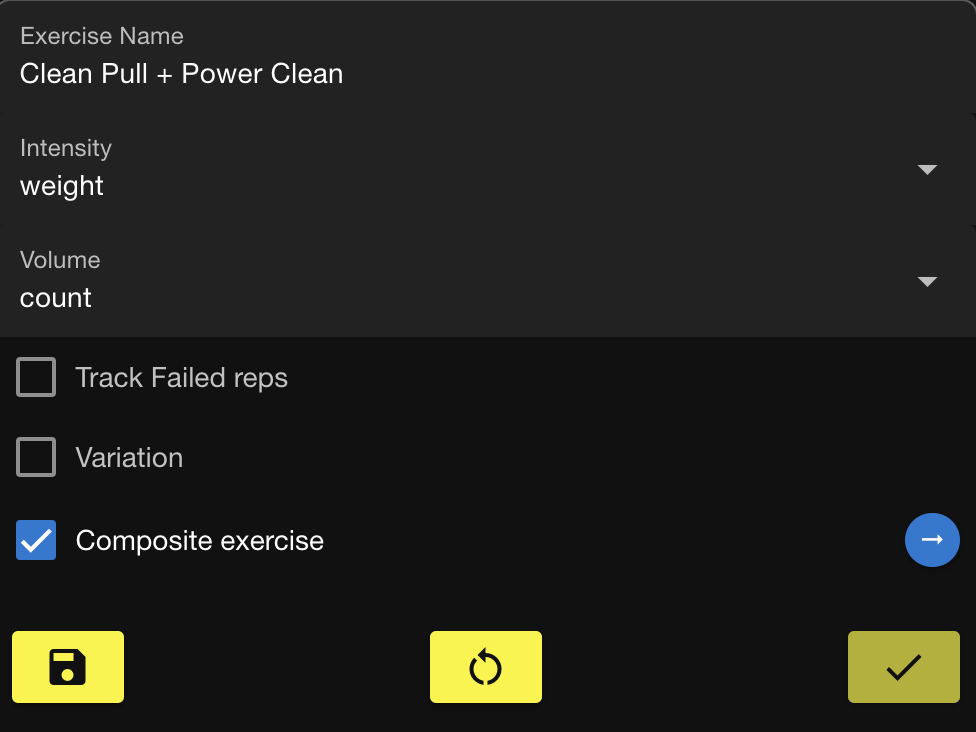 Exercise Name
Clean Pull + Power Clean
Intensity
weight
Volume
count
Track Failed reps
Variation
Composite exercise